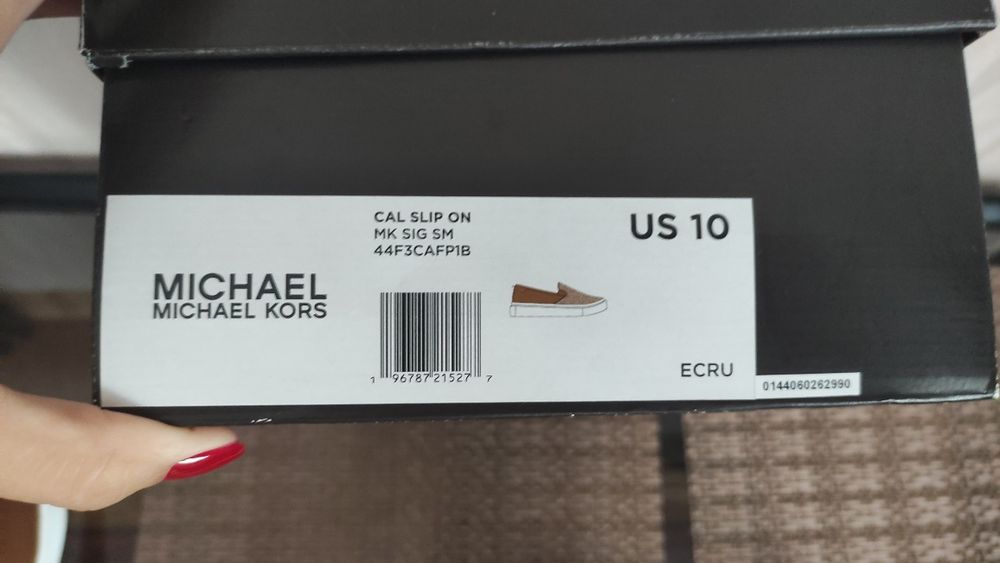 CAL SLIP ON
MK SIG SM
44F3CAFP1B
US 10
MICHAEL
MICHAEL KORS
1 96787 21527 7
ECRU
0144060262990